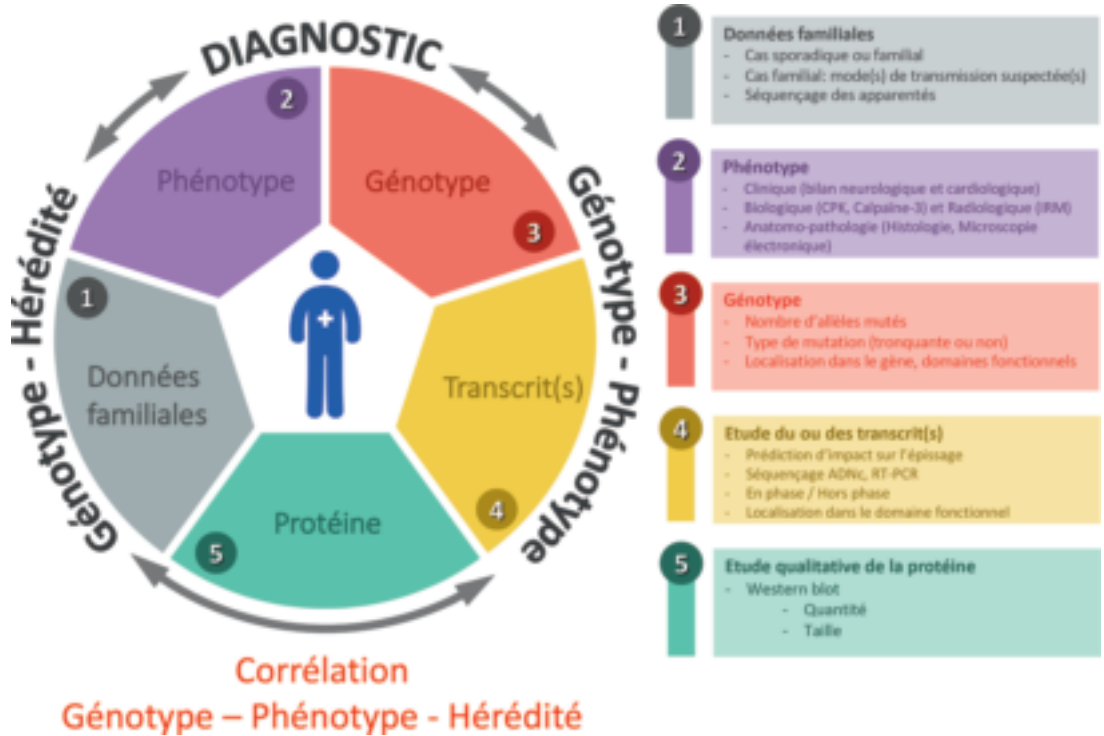 DIAGNOSTIC
Génotype - Hérédité
Génotype - Phénotype
2
Phénotype
Génotype
3
1
Données
familiales
Transcrit(s)
4
Protéine
5
Corrélation
Génotype – Phénotype - Hérédité
1
Données familiales
- Cas sporadique ou familial
- Cas familial: mode(s) de transmission suspectée(s)
- Séquençage des apparentés
2
Phénotype
- Clinique (bilan neurologique et cardiologique)
- Biologique (CPK, Calpaïne-3) et Radiologique (IRM)
- Anatomo-pathologie (Histologie, Microscopie
électronique)
3
Génotype
- Nombre d'allèles mutés
- Type de mutation (tronquante ou non)
- Localisation dans le gène, domaines fonctionnels
4
Etude du ou des transcrit(s)
- Prédiction d'impact sur l'épissage
- Séquençage ADNc, RT-PCR
- En phase / Hors phase
- Localisation dans le domaine fonctionnel
5
Etude qualitative de la protéine
- Western blot
- Quantité
- Taille